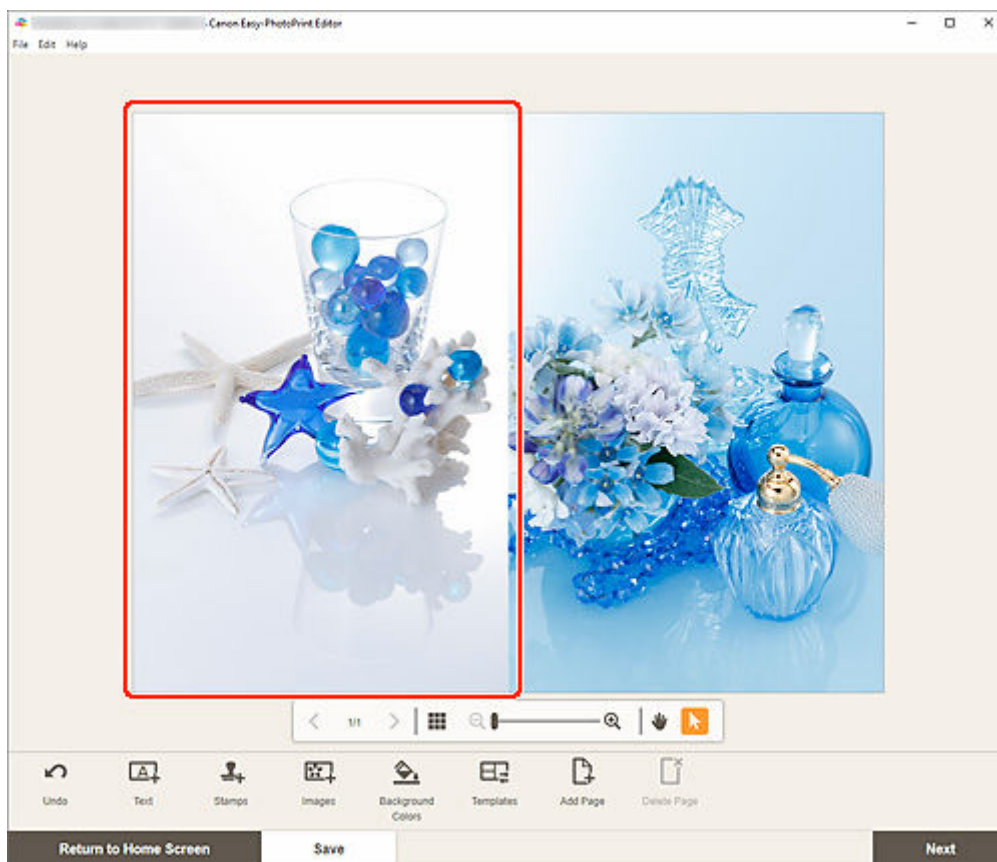 - Canon Easy-PhotoPrint Editor
File Edit Help
1/1
Undo Text Stamps Images Background Colors Templates Add Page Delete Page
Return to Home Screen Save Next